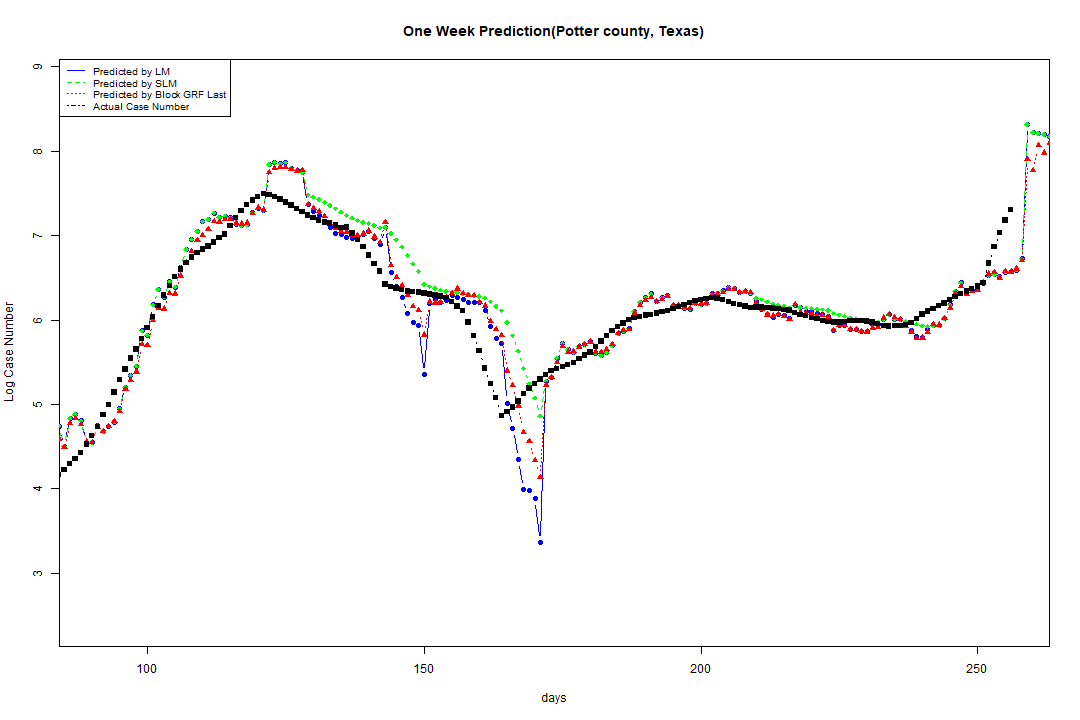 One Week Prediction(Potter county, Texas)
Predicted by LM
Predicted by SLM
Predicted by Block GRF Last
Actual Case Number
9
8
7
6
5
4
3
Log Case Number
100 150 200 250
days